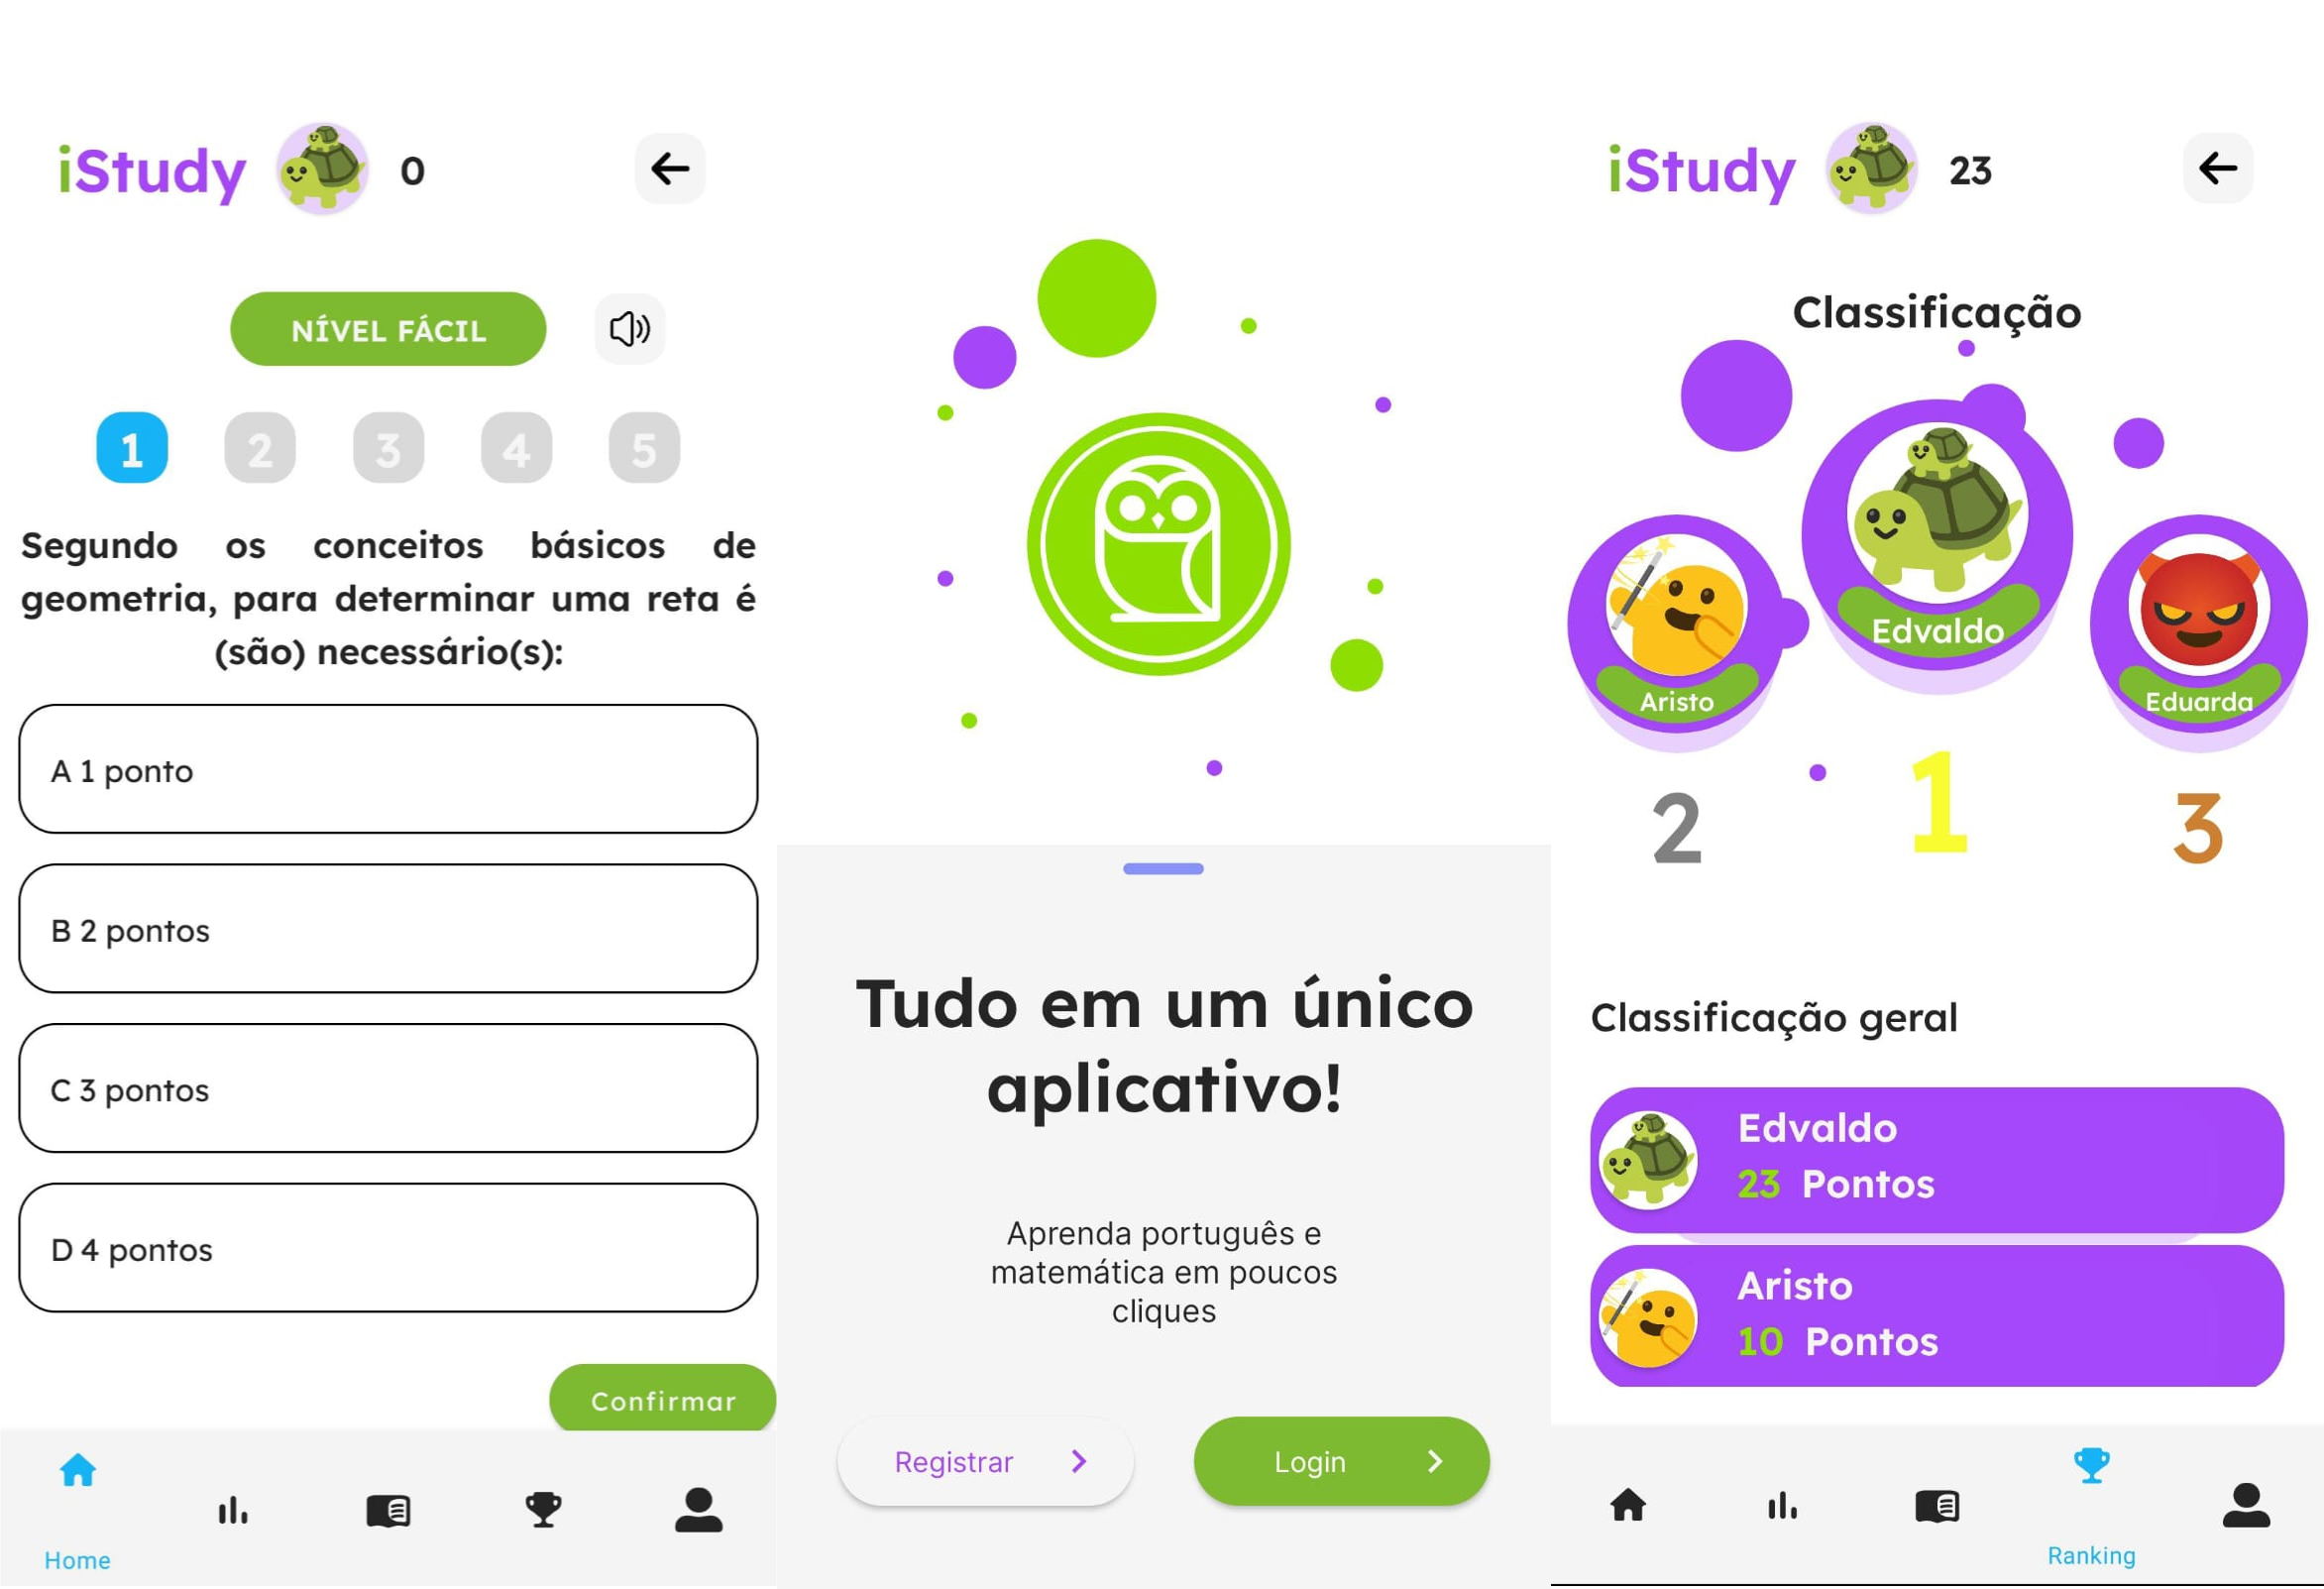 iStudy 0
NÍVEL FÁCIL
1 2 3 4 5
Segundo os conceitos básicos de
geometria, para determinar uma reta é
(são) necessário(s):
A 1 ponto
B 2 pontos
C 3 pontos
D 4 pontos
Confirmar
Home
Tudo em um único
aplicativo!
Aprenda português e
matemática em poucos
cliques
Registrar
Login
iStudy 23
Classificação
Edvaldo
Aristo
Eduarda
2 1 3
Classificação geral
Edvaldo
23 Pontos
Aristo
10 Pontos
Ranking